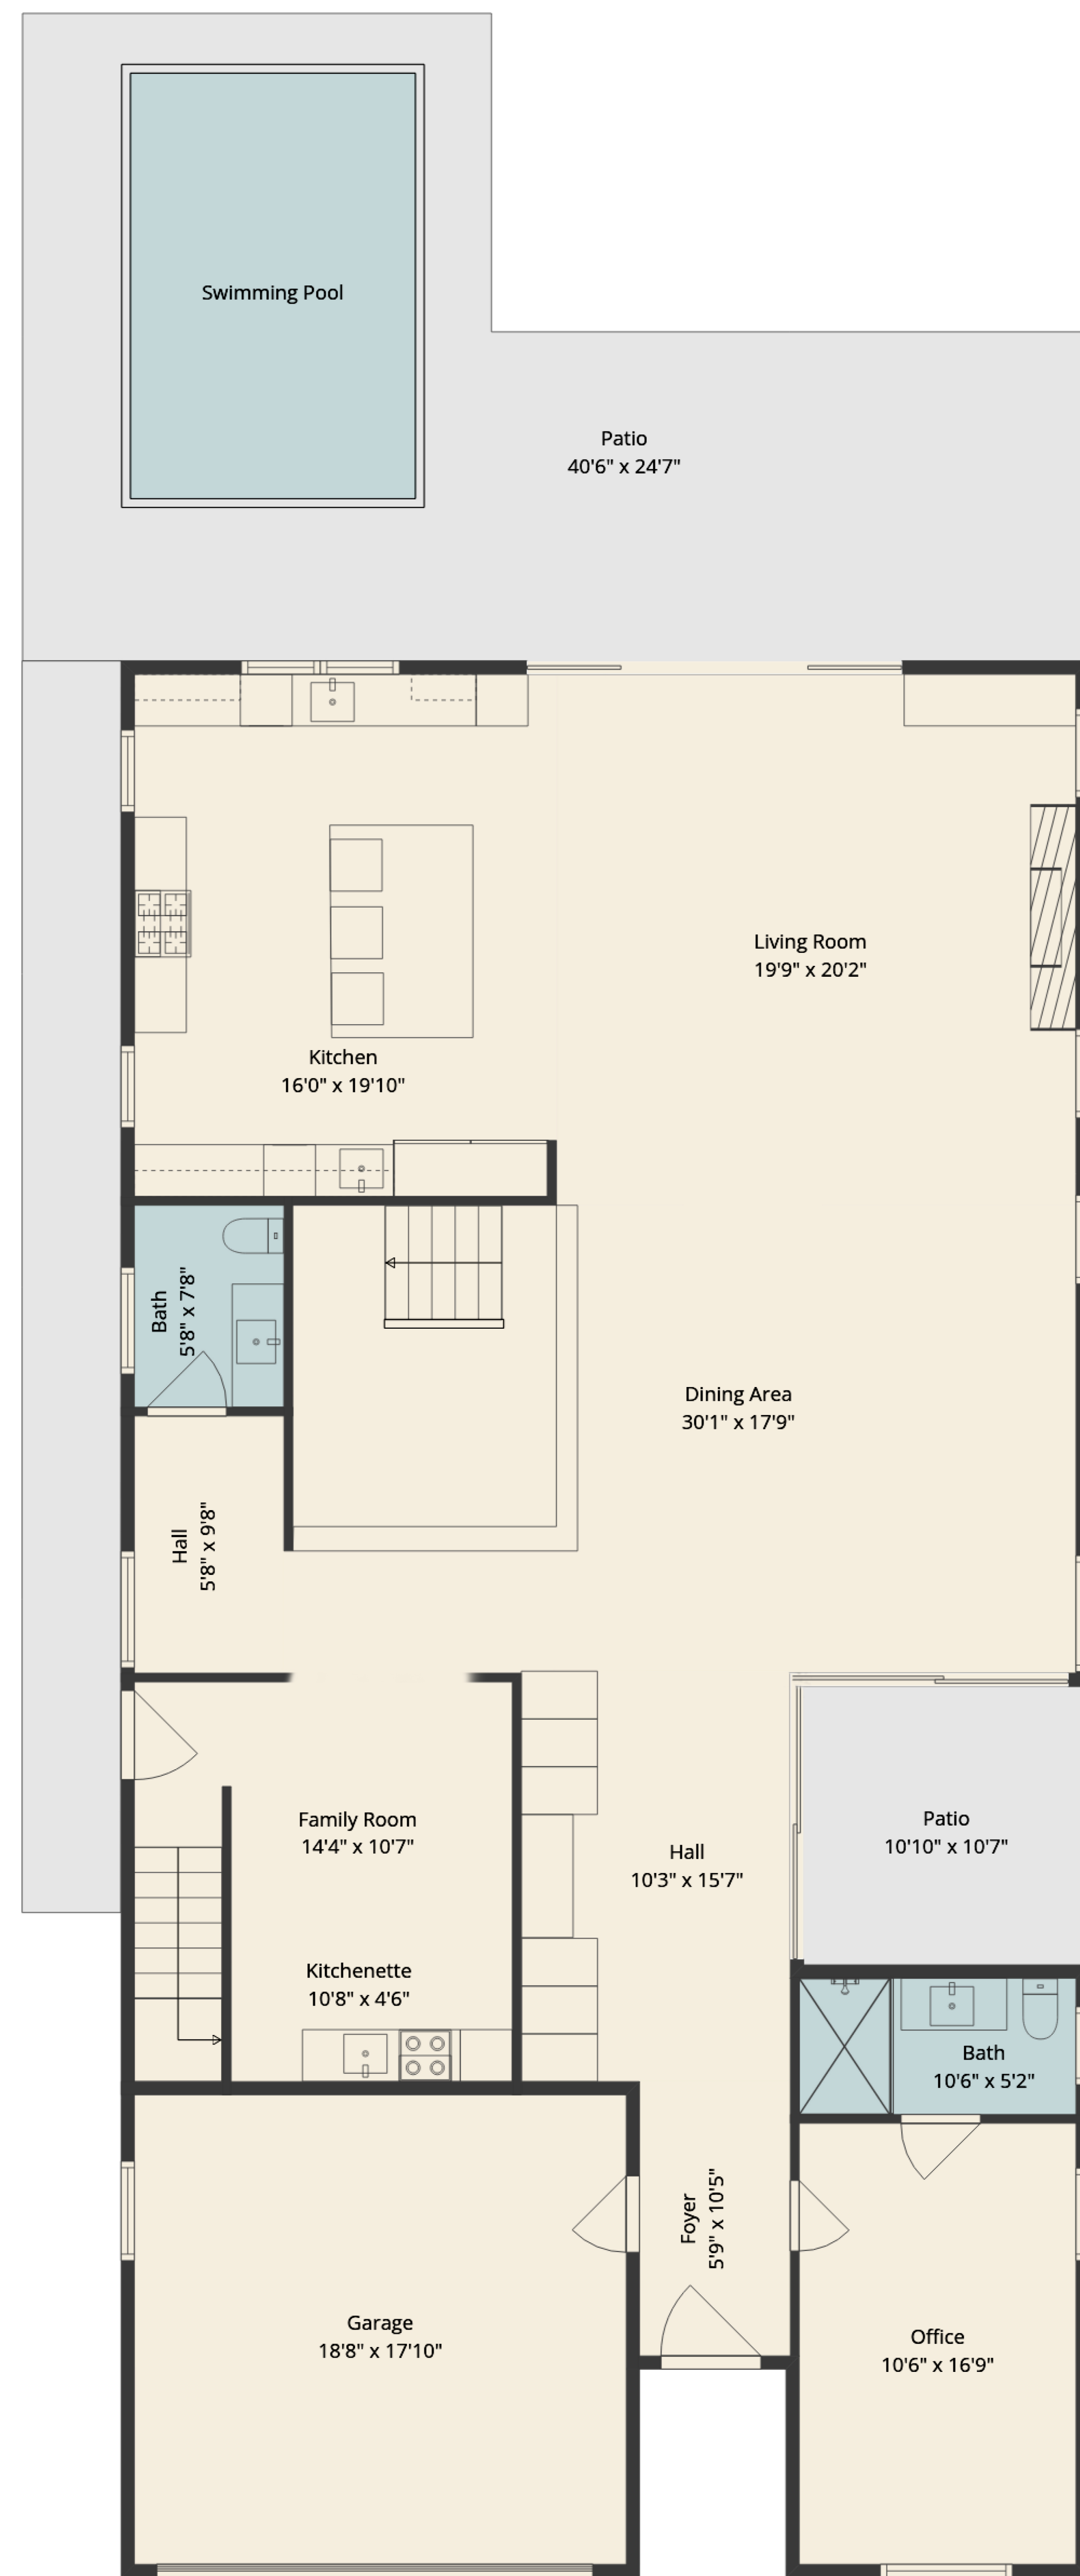 Swimming Pool
Patio
40'6" x 24'7"
Living Room
19'9" x 20'2"
Kitchen
16'0" x 19'10"
Bath
5'8" x 7'8"
Dining Area
30'1" x 17'9"
Hall
5'8" x 9'8"
Family Room
14'4" x 10'7"
Patio
10'10" x 10'7"
Hall
10'3" x 15'7"
Kitchenette
10'8" x 4'6"
Bath
10'6" x 5'2"
Foyer
5'9" x 10'5"
Garage
18'8" x 17'10"
Office
10'6" x 16'9"